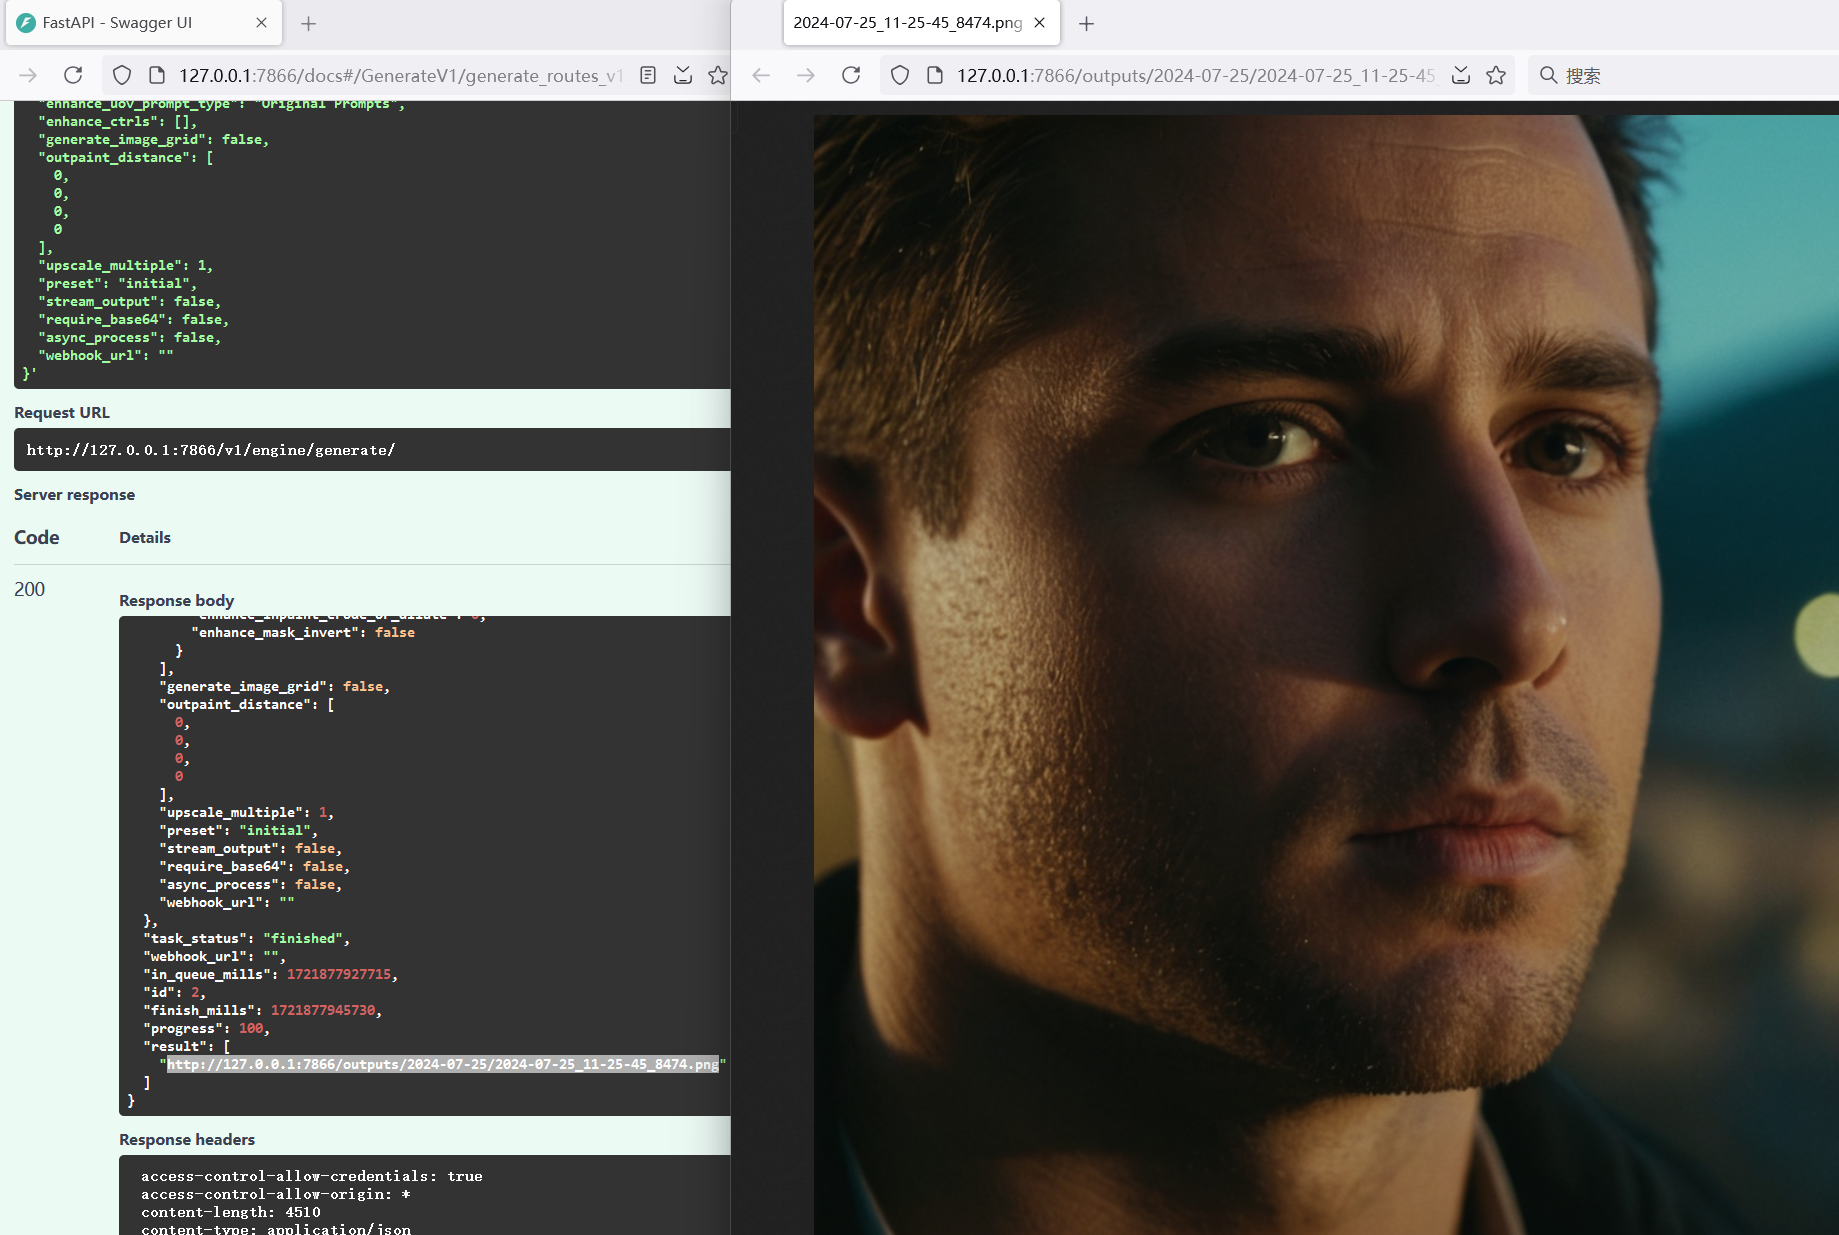 FastAPI - Swagger UI
127.0.0.1:7866/docs#/GenerateV1/generate_routes_v1
"enhance_uov_prompt_type": "Original Prompts",
"enhance_ctrls": [],
"generate_image_grid": false,
"outpaint_distance": [
0,
0,
0,
0
],
"upscale_multiple": 1,
"preset": "initial",
"stream_output": false,
"require_base64": false,
"async_process": false,
"webhook_url": ""
}'
Request URL
http://127.0.0.1:7866/v1/engine/generate/
Server response
Code Details
200
Response body
"enhance_inpaint_erode_or_dilate": 0,
"enhance_mask_invert": false
}
],
"generate_image_grid": false,
"outpaint_distance": [
0,
0,
0,
0
],
"upscale_multiple": 1,
"preset": "initial",
"stream_output": false,
"require_base64": false,
"async_process": false,
"webhook_url": ""
},
"task_status": "finished",
"webhook_url": "",
"in_queue_mills": 1721877927715,
"id": 2,
"finish_mills": 1721877945730,
"progress": 100,
"result": [
"http://127.0.0.1:7866/outputs/2024-07-25/2024-07-25_11-25-45_8474.png"
]
}
Response headers
access-control-allow-credentials: true
access-control-allow-origin: *
content-length: 4510
content-type: application/json
2024-07-25_11-25-45_8474.png
127.0.0.1:7866/outputs/2024-07-25/2024-07-25_11-25-45
搜索